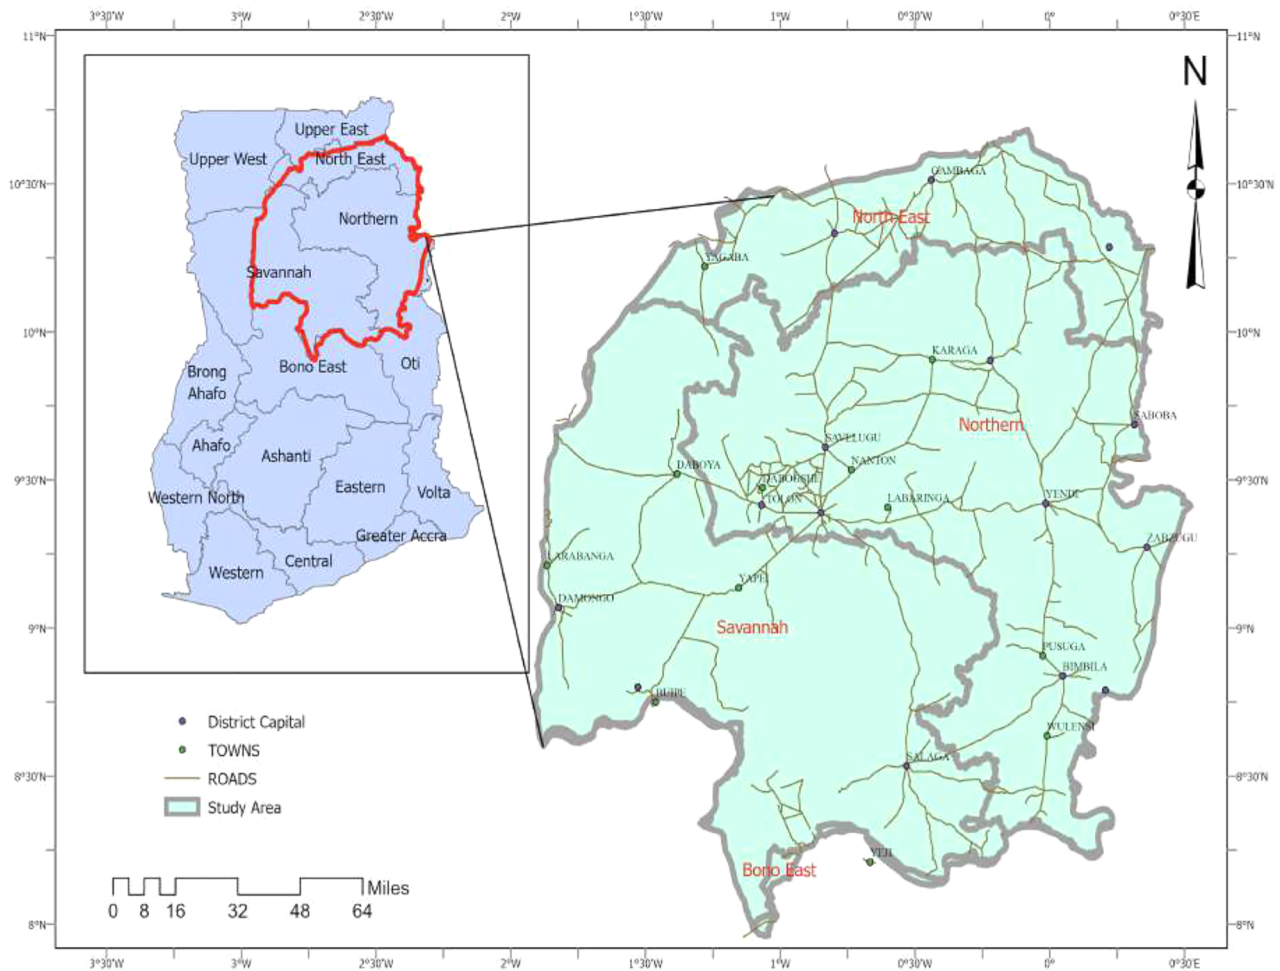 3°30'W 3°W 2°30'W 2°W 1°30'W 1°W 0°30'W 0° 0°30'E
11°N 11°N
N
Upper East
Upper West
North East
10°30'N 10°30'N
GAMBAGA
Northern
North East
YAGABA
Savannah
10°N 10°N
KARAGA
Bono East
Oti
Brong
Ahafo
Northern
SABOBA
Ahafo
SAVELUGU
Ashanti
NANTON
DABOYA
9°30'N 9°30'N
Eastern
Volta
Western North
TOLON
LABARINGA
YENDI
Greater Accra
ZABZUGU
Central
LARABANGA
Western
YAPEI
DAMONGO
9°N 9°N
Savannah
PUSUGA
BIMBILA
BUIPE
District Capital
WULENSI
TOWNS
SALAGA
ROADS
8°30'N 8°30'N
Study Area
YEJI
Bono East
Miles
0 8 16 32 48 64
8°N 8°N
3°30'W 3°W 2°30'W 2°W 1°30'W 1°W 0°30'W 0° 0°30'E